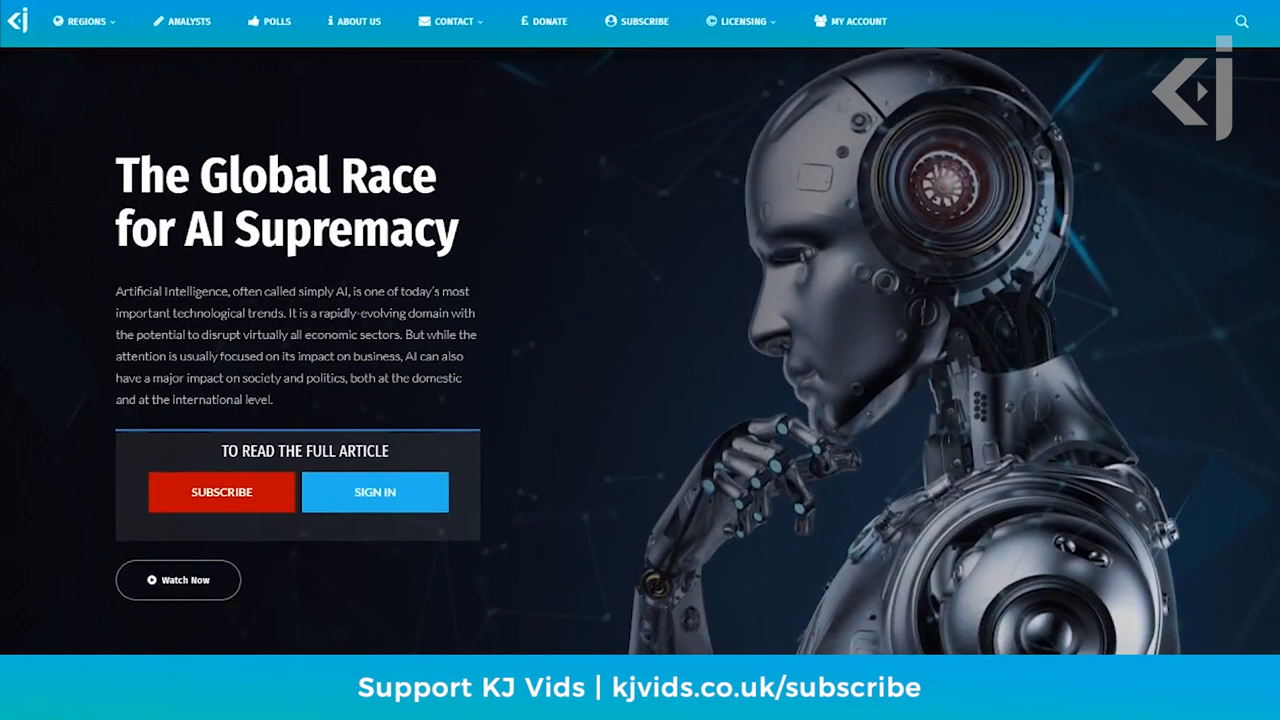 REGIONS
ANALYSTS
POLLS
ABOUT US
CONTACT
£ DONATE
SUBSCRIBE
LICENSING
MY ACCOUNT
kj
The Global Race
for AI Supremacy
Artificial Intelligence, often called simply AI, is one of today's most
important technological trends. It is a rapidly-evolving domain with
the potential to disrupt virtually all economic sectors. But while the
attention is usually focused on its impact on business, AI can also
have a major impact on society and politics, both at the domestic
and at the international level.
TO READ THE FULL ARTICLE
SUBSCRIBE
SIGN IN
Watch Now
Support KJ Vids | kjvids.co.uk/subscribe